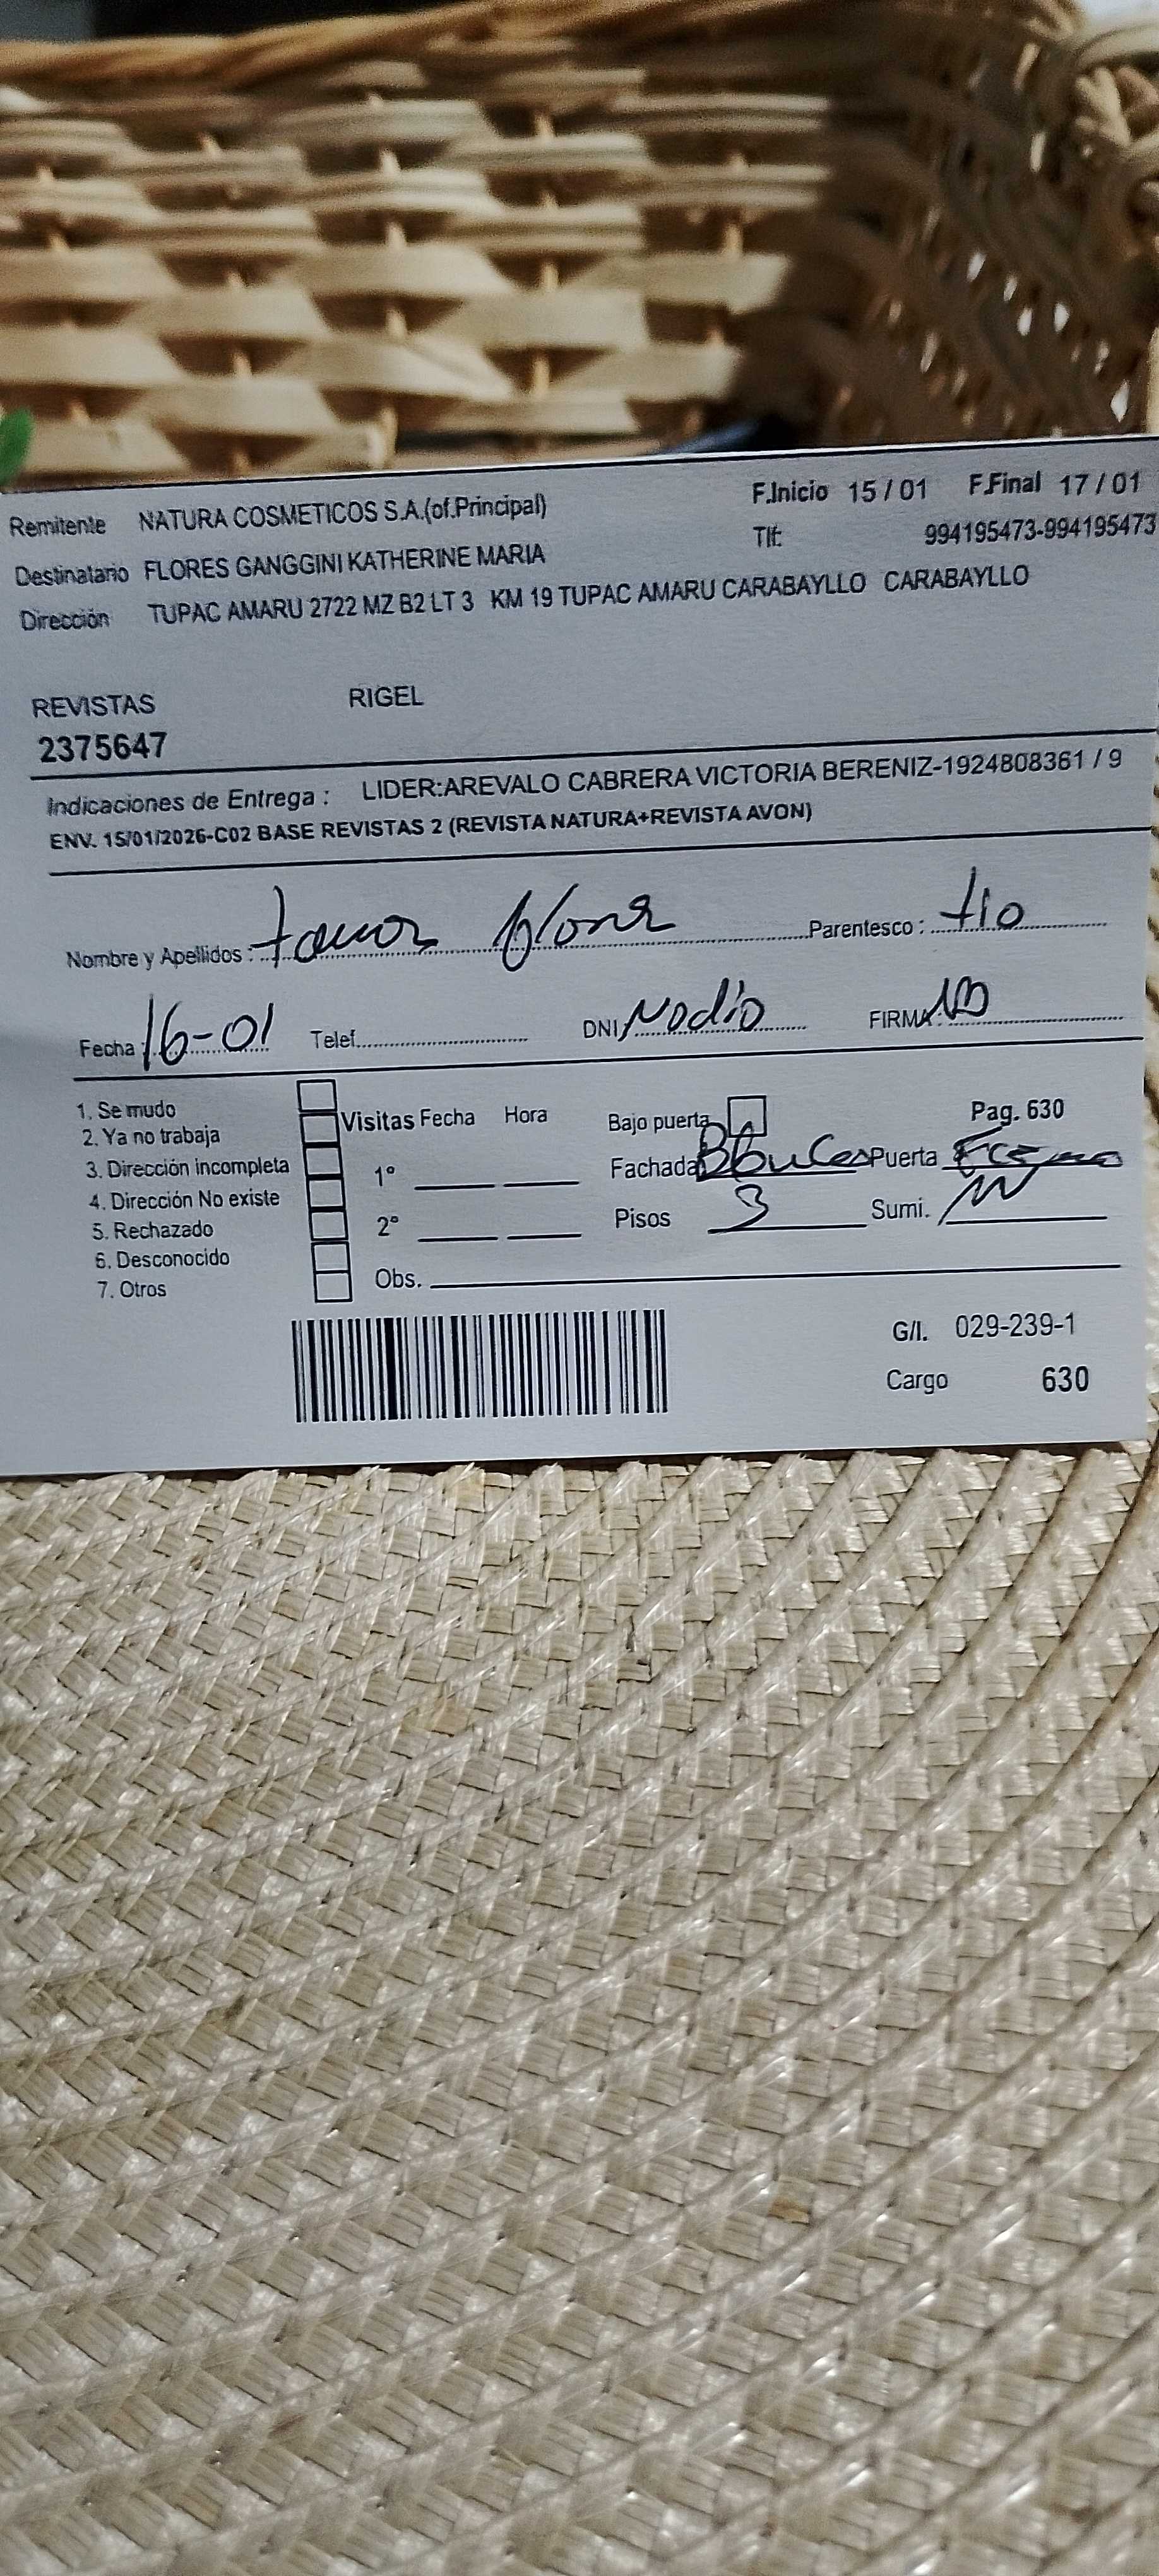 Remitente NATURA COSMETICOS S.A.(of.Principal) F.Inicio 15 / 01 F.Final 17 / 01
Destinatario FLORES GANGGINI KATHERINE MARIA Tlf: 994195473-994195473
Dirección TUPAC AMARU 2722 MZ B2 LT 3 KM 19 TUPAC AMARU CARABAYLLO CARABAYLLO
REVISTAS RIGEL
2375647
Indicaciones de Entrega : LIDER:AREVALO CABRERA VICTORIA BERENIZ-1924808361 / 9
ENV. 15/01/2026-C02 BASE REVISTAS 2 (REVISTA NATURA+REVISTA AVON)
Nombre y Apellidos : Parentesco : tio
Fecha : 16-01 Telef. DNI Nodio FIRMA
1. Se mudo
2. Ya no trabaja
3. Dirección incompleta
4. Dirección No existe
5. Rechazado
6. Desconocido
7. Otros
Visitas Fecha Hora
1°
2°
Obs.
Bajo puerta Pag. 630
Fachada Puerta
Pisos 3 Sumi.
G/I. 029-239-1
Cargo 630